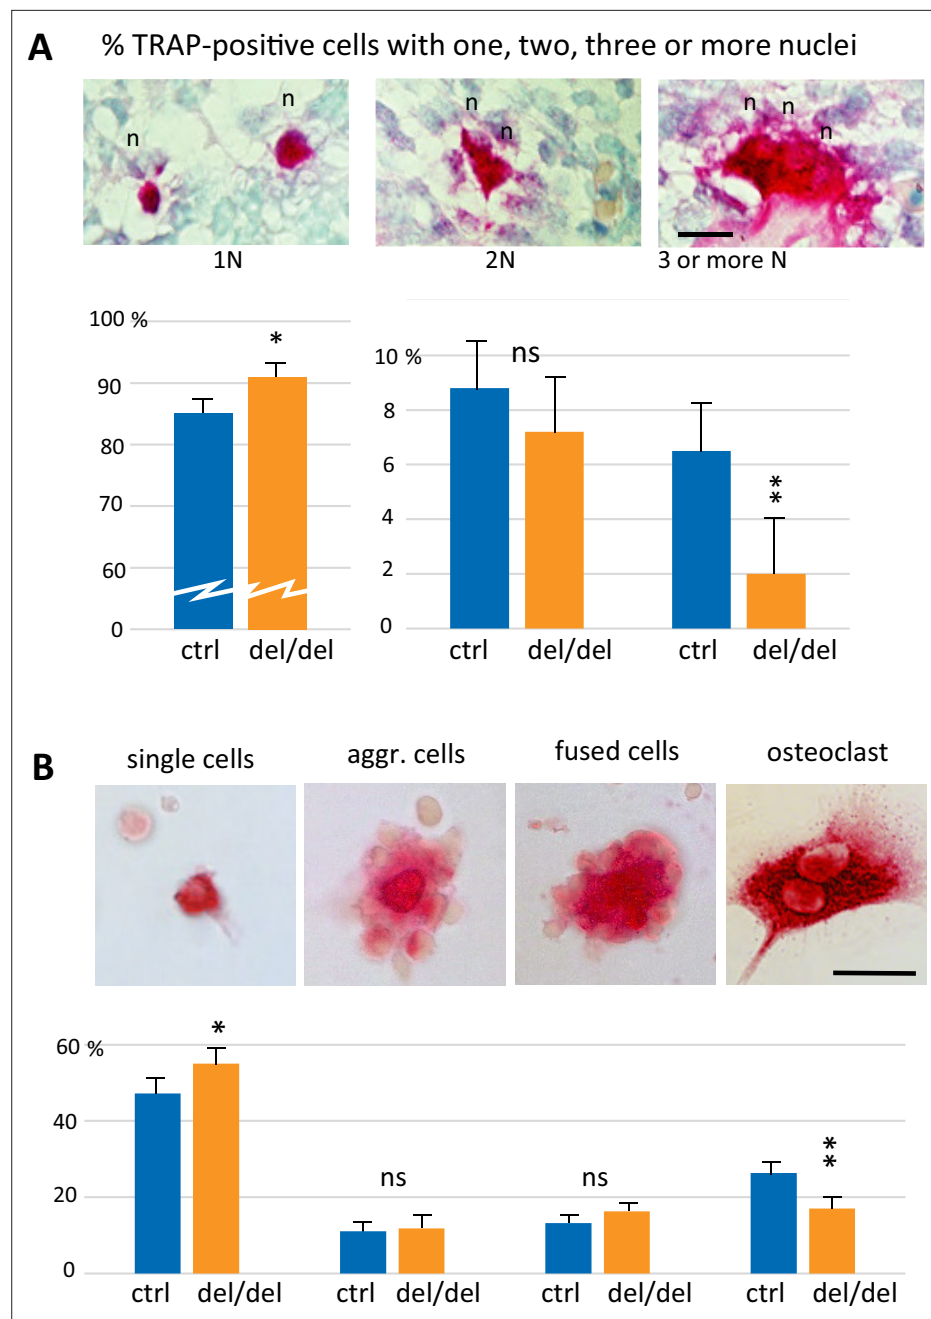 A % TRAP-positive cells with one, two, three or more nuclei
n n n n n n n
1N 2N 3 or more N
100 %
90
80
70
60
0
*
ctrl del/del
10 %
8
6
4
2
0
ns
**
ctrl del/del ctrl del/del
B single cells aggr. cells fused cells osteoclast
60 %
40
20
0
*
ns
ns
**
ctrl del/del ctrl del/del ctrl del/del ctrl del/del